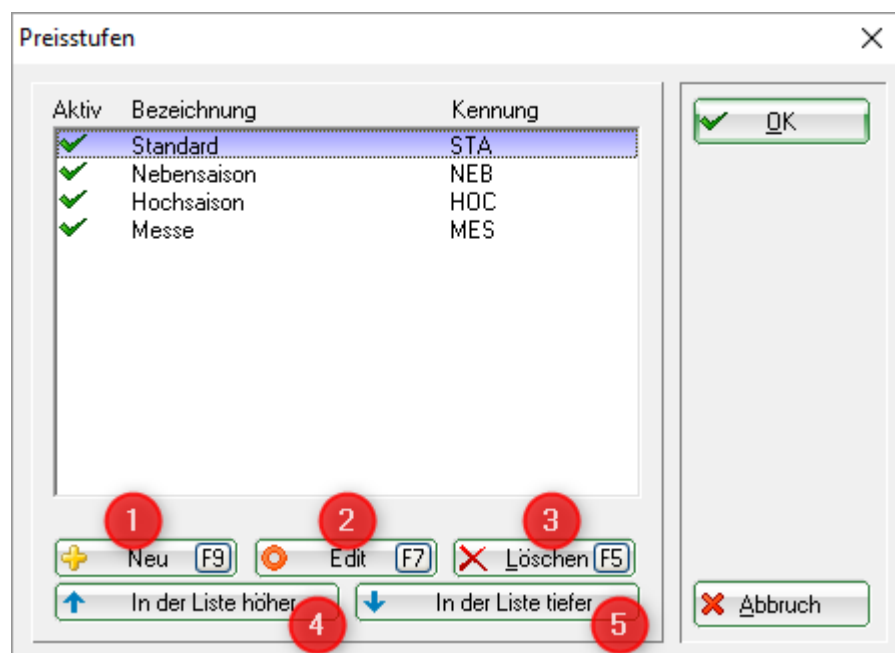 Preisstufen
Aktiv Bezeichnung Kennung
Standard STA
Nebensaison NEB
Hochsaison HOC
Messe MES
OK
1 2 3
Neu F9 Edit F7 Löschen F5
In der Liste höher 4 In der Liste tiefer 5
Abbruch